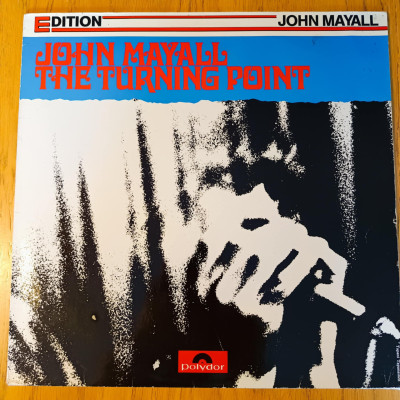 EDITION JOHN MAYALL
JOHN MAYALL
THE TURNING POINT
polydor